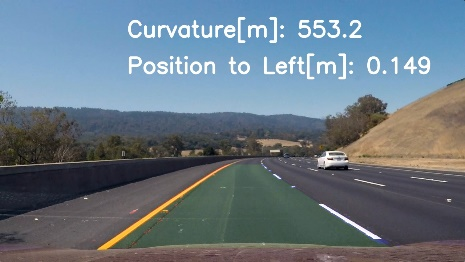 Curvature[m]: 553.2
Position to Left[m]: 0.149